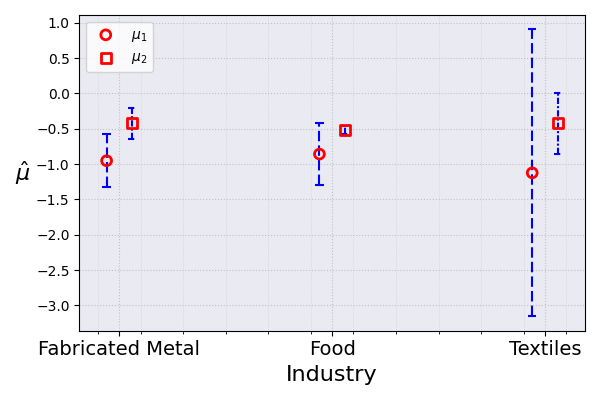 1.0
0.5
0.0
−0.5
−1.0
−1.5
−2.0
−2.5
−3.0
μ̂
μ₁
μ₂
Fabricated Metal Food Textiles
Industry